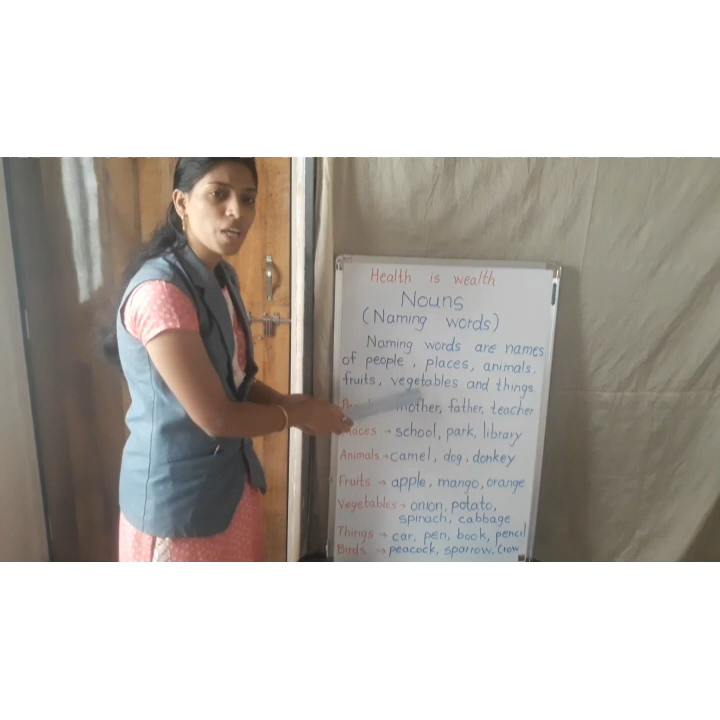 Health is wealth
Nouns
(Naming words)
Naming words are names
of people, places, animals.
fruits, vegetables and things.
mother, father, teacher
→ school, park, library
Animals → camel, dog, donkey
Fruits → apple, mango, orange
Vegetables → onion, potato,
spinach, cabbage
Things → car, pen, book, pencil
Birds → peacock, sparrow, Crow